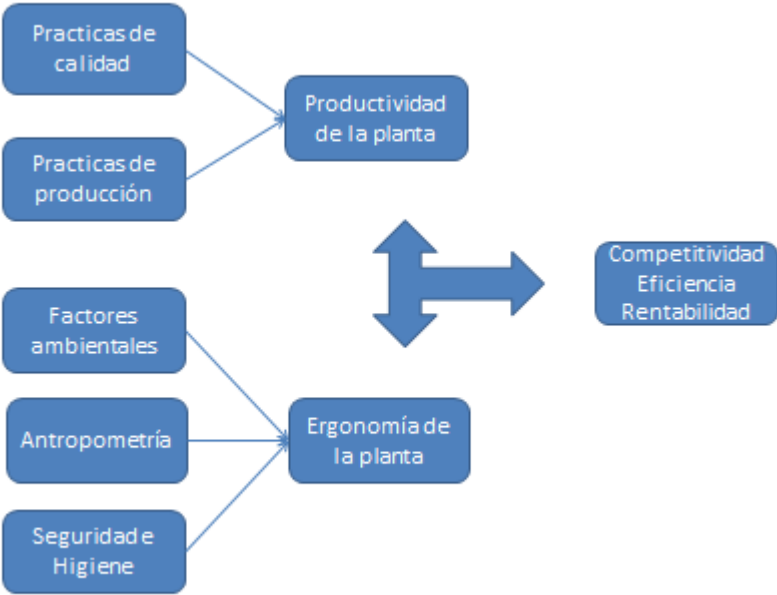 Practicas de
calidad
Productividad
de la planta
Practicas de
producción
Competitividad
Eficiencia
Rentabilidad
Factores
ambientales
Antropometría
Ergonomía de
la planta
Seguridad e
Higiene